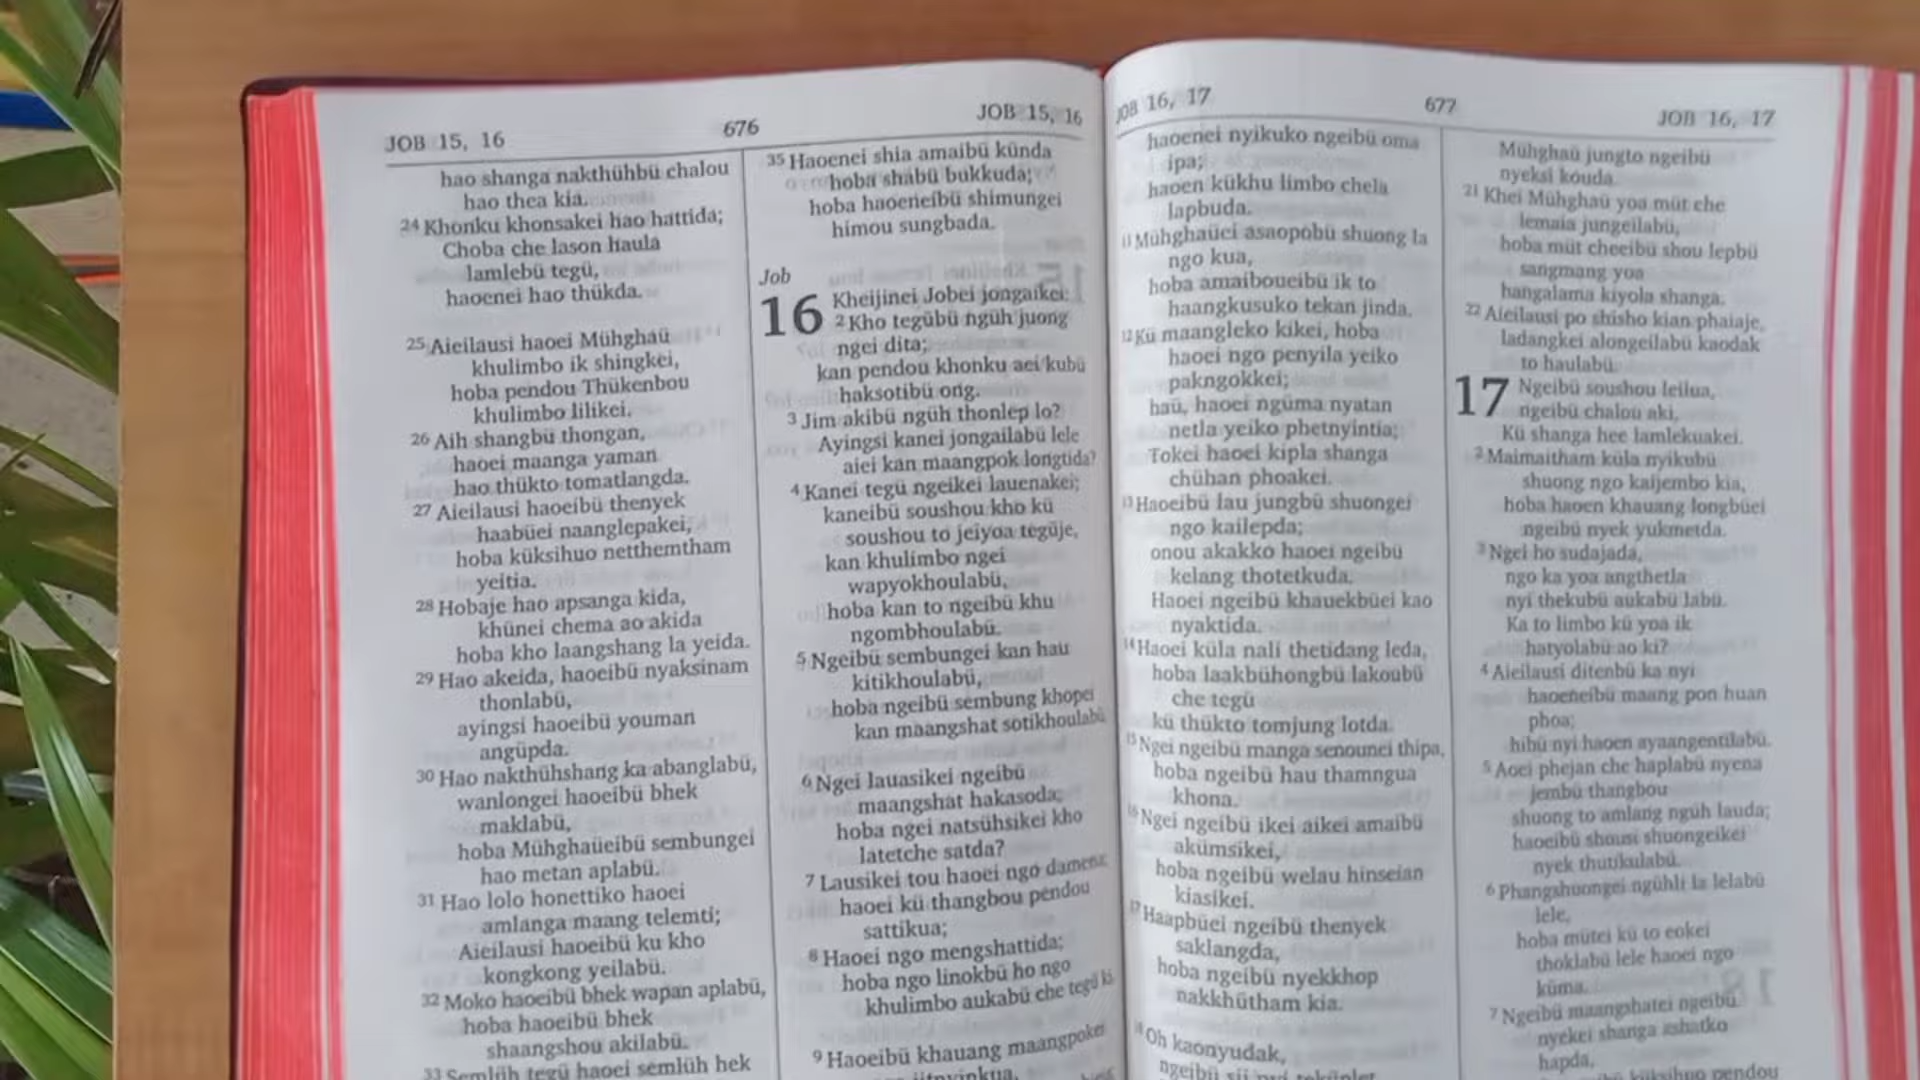 JOB 15, 16
676
JOB 15, 16
hao shanga nakthühbü chalou
hao thea kia.
24 Khonku khonsakei hao hattida;
Choba che lason haula
lamlebü tegü,
haoenei hao thükda.
25 Aieilausi haoei Mühghaü
khulimbo ik shingkei,
hoba pendou Thükenbou
khulimbo lilikei.
26 Aih shangbü thongan,
haoei maanga yaman
hao thükto tomatlangda.
27 Aieilausi haoeibü thenyek
haabüei naanglepakei,
hoba küksihuo netthemtham
yeitia.
28 Hobaje hao apsanga kida,
khünei chema ao akida
hoba kho laangshang la yeida.
29 Hao akeida, haoeibü nyaksinam
thonlabü,
ayingsi haoeibü youman
angüpda.
30 Hao nakthühshang ka abanglabü,
wanlongei haoeibü bhek
maklabü,
hoba Mühghaüeibü sembungei
hao metan aplabü.
31 Hao lolo honettiko haoei
amlanga maang telemti;
Aieilausi haoeibü ku kho
kongkong yeilabü.
32 Moko haoeibü bhek wapan aplabü,
hoba haoeibü bhek
shaangshou akilabü.
33 Semlüh tegü haoei semlüh hek
35 Haoenei shia amaibü künda
hoba shabü bukkuda;
hoba haoeneibü shimungei
himou sungbada.
Job
16 Kheijinei Jobei jongaikei:
2 Kho tegübü ngüh juong
ngei dita;
kan pendou khonku aei kubü
haksotibü ong.
3 Jim akibü ngüh thonlep lo?
Ayingsi kanei jongailabü lele
aiei kan maangpok longtida?
4 Kanei tegü ngeikei lauenakei;
kaneibü soushou kho kü
soushou to jeiyoa tegüje,
kan khulimbo ngei
wapyokhoulabü,
hoba kan to ngeibü khu
ngombhoulabü.
5 Ngeibü sembungei kan hau
kitikhoulabü,
hoba ngeibü sembung khopei
kan maangshat sotikhoulabü
6 Ngei lauasikei ngeibü
maangshat hakasoda;
hoba ngei natsühsikei kho
latetche satda?
7 Lausikei tou haoei ngo
haoei kü thangbou pendou
sattikua;
8 Haoei ngo mengshattida;
hoba ngo linokbü ho ngo
khulimbo aukabü che tegü
9 Haoeibü khauang maangpokei
JOB 16, 17
677
JOB 16, 17
haoenei nyikuko ngeibü oma
ipa;
haoen kükhu limbo chela
lapbuda.
11 Mühghaüei asaopobü shuong la
ngo kua,
hoba amaiboueibü ik to
haangkusuko tekan jinda.
12 Kü maangleko kikei, hoba
haoei ngo penyila yeiko
pakngokkei;
haü, haoei ngüma nyatan
netla yeiko phetnyintia;
Tokei haoei kipla shanga
chühan phoakei.
13 Haoeibü lau jungbü shuongei
ngo kailepda;
onou akakko haoei ngeibü
kelang thotetkuda.
Haoei ngeibü khauekbüei kao
nyaktida.
14 Haoei küla nali thetidang leda,
hoba laakbühongbü lakoubü
che tegü
kü thükto tomjung lotda.
15 Ngei ngeibü manga senounei thipa,
hoba ngeibü hau thamngua
khona.
16 Ngei ngeibü ikei aikei amaibü
akümsikei,
hoba ngeibü welau hinseian
kiasikei.
17 Haapbüei ngeibü thenyek
saklangda,
hoba ngeibü nyekkhop
nakkhütham kia.
18 Oh kaonyudak,
Mühghaü jungto ngeibü
nyeksi kouda.
21 Khei Mühghaü yoa müt che
lemaia jungeilabü,
hoba müt cheeibü shou lepbü
sangmang yoa
hangalama kiyola shanga.
22 Aieilausi po shisho kian phaiaje,
ladangkei alongeilabü kaodak
to haulabü.
17 Ngeibü soushou leilua,
ngeibü chalou aki,
Kü shanga hee lamlekuakei.
2 Maimaitham küla nyikubü
shuong ngo kaijembo kia,
hoba haoen khauang longbüei
ngeibü nyek yukmetda.
3 Ngei ho sudajada,
ngo ka yoa angthetla
nyi thekubü aukabü labü.
Ka to limbo kü yoa ik
hatyolabü ao ki?
4 Aieilausi ditenbü ka nyi
haoeneibü maang pon huan
phoa;
hibü nyi haoen ayaangentilabü.
5 Aoei phejan che haplabü nyena
jembü thangbou
shuong to amlang ngüh lauda;
haoeibü shousi shuongeikei
nyek thutikulabü.
6 Phangshuongei ngühli la lelabü
lele,
hoba mütei kü to eokei
thoklabü lele haoei ngo
küma.
7 Ngeibü maangshatei ngeibü
nyekei shanga ashatko
hapda,